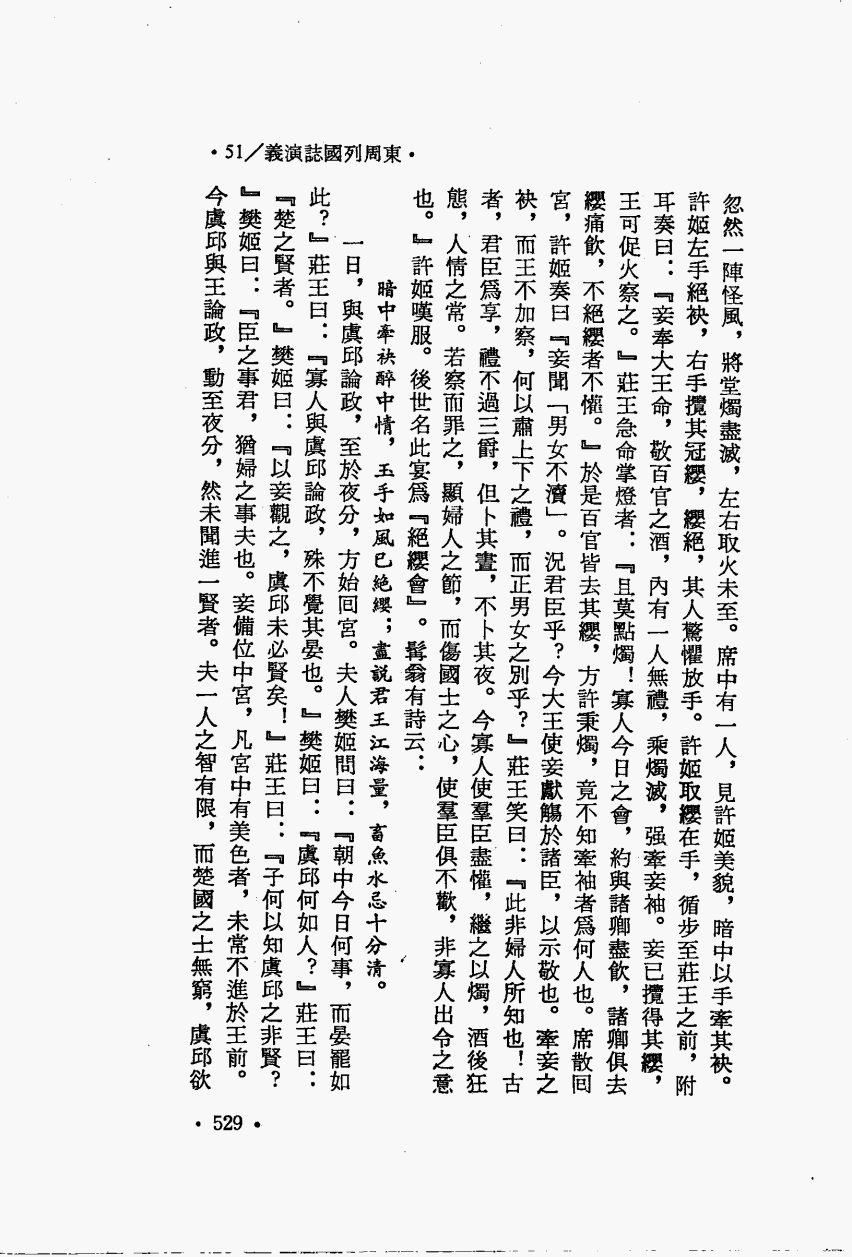 •51／義演誌國列周東•
忽然一陣怪風，將堂燭盡滅，左右取火未至。席中有一人，見許姬美貌，暗中以手牽其袂。
許姬左手絕袂，右手攬其冠纓，纓絕，其人驚懼放手。許姬取纓在手，循步至莊王之前，附
耳奏曰：『妾奉大王命，敬百官之酒，內有一人無禮，乘燭滅，强牽妾袖。妾已攬得其纓，
王可促火察之。』莊王急命掌燈者：『且莫點燭！寡人今日之會，約與諸卿盡飲，諸卿俱去
纓痛飲，不絕纓者不懽。』於是百官皆去其纓，方許秉燭，竟不知牽袖者爲何人也。席散囘
宮，許姬奏曰『妾聞「男女不瀆」。況君臣乎？今大王使妾獻觴於諸臣，以示敬也。牽妾之
袂，而王不加察，何以肅上下之禮，而正男女之別乎？』莊王笑曰：『此非婦人所知也！古
者，君臣爲享，禮不過三爵，但卜其晝，不卜其夜。今寡人使羣臣盡懽，繼之以燭，酒後狂
態，人情之常。若察而罪之，顯婦人之節，而傷國士之心，使羣臣俱不歡，非寡人出令之意
也。』許姬嘆服。後世名此宴爲『絕纓會』。髯翁有詩云：
暗中牽袂醉中情，玉手如風已絕纓；盡說君王江海量，畜魚水忌十分清。
一日，與虞邱論政，至於夜分，方始囘宮。夫人樊姬問曰：『朝中今日何事，而晏罷如
此？』莊王曰：『寡人與虞邱論政，殊不覺其晏也。』樊姬曰：『虞邱何如人？』莊王曰：
『楚之賢者。』樊姬曰：『以妾觀之，虞邱未必賢矣！』莊王曰：『子何以知虞邱之非賢？
』樊姬曰：『臣之事君，猶婦之事夫也。妾備位中宮，凡宮中有美色者，未常不進於王前。
今虞邱與王論政，動至夜分，然未聞進一賢者。夫一人之智有限，而楚國之士無窮，虞邱欲
•529•